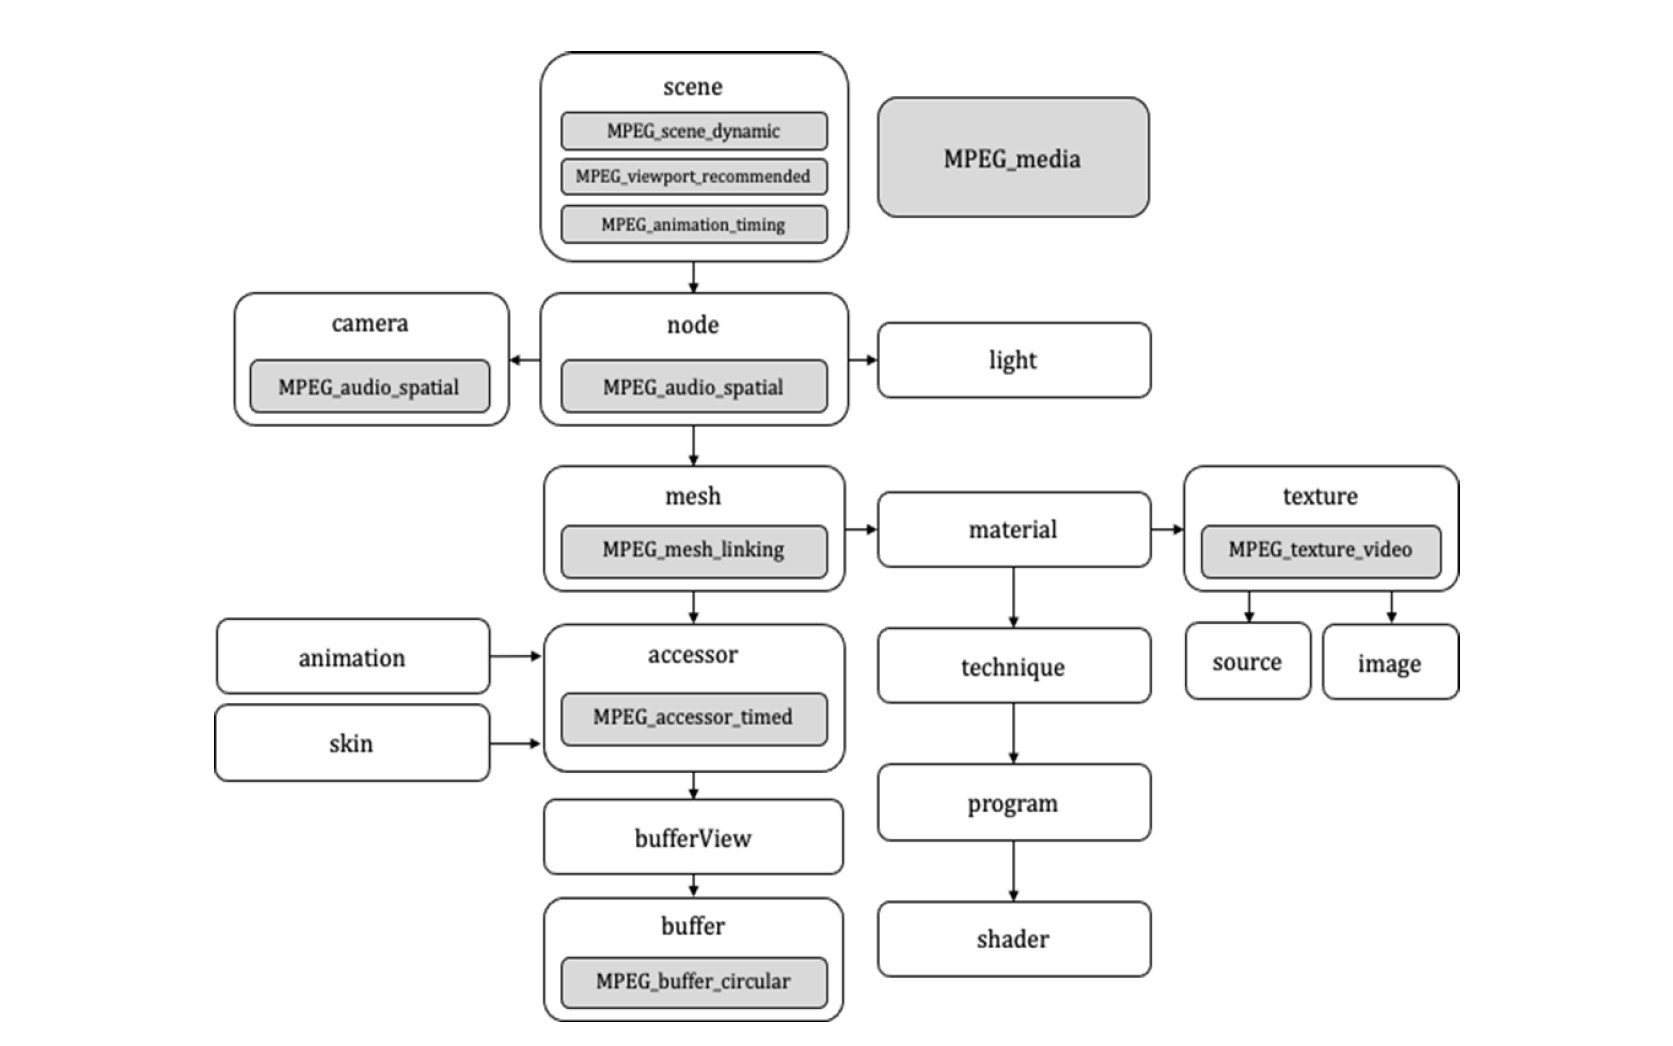 scene
MPEG_scene_dynamic
MPEG_viewport_recommended
MPEG_animation_timing
MPEG_media
camera
MPEG_audio_spatial
node
MPEG_audio_spatial
light
mesh
MPEG_mesh_linking
material
texture
MPEG_texture_video
animation
skin
accessor
MPEG_accessor_timed
technique
source
image
bufferView
program
buffer
MPEG_buffer_circular
shader